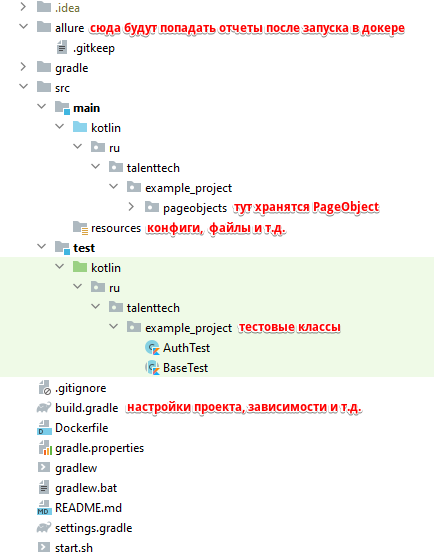 .idea
allure сюда будут попадать отчеты после запуска в докере
.gitkeep
gradle
src
main
kotlin
ru
talenttech
example_project
pageobjects тут хранятся PageObject
resources конфиги, файлы и т.д.
test
kotlin
ru
talenttech
example_project тестовые классы
AuthTest
BaseTest
.gitignore
build.gradle настройки проекта, зависимости и т.д.
Dockerfile
gradle.properties
gradlew
gradlew.bat
README.md
settings.gradle
start.sh